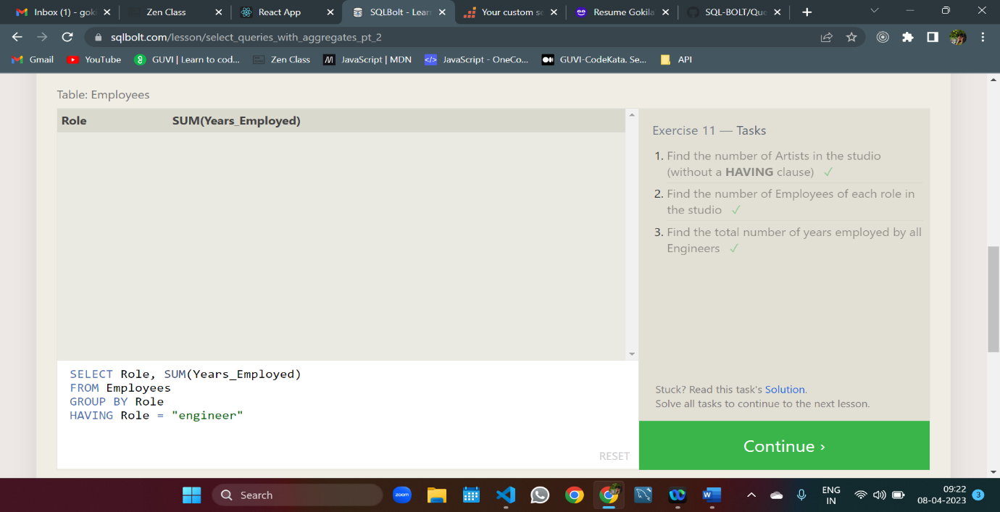 Inbox (1) - gok
Zen Class
React App
SQLBolt - Lear
Your custom sc
Resume Gokila
SQL-BOLT/Que
sqlbolt.com/lesson/select_queries_with_aggregates_pt_2
Gmail
YouTube
GUVI | Learn to cod...
Zen Class
JavaScript | MDN
JavaScript - OneCo...
GUVI-CodeKata. Se...
API
Table: Employees
Role SUM(Years_Employed)
Exercise 11 — Tasks
1. Find the number of Artists in the studio
(without a HAVING clause) ✓
2. Find the number of Employees of each role in
the studio ✓
3. Find the total number of years employed by all
Engineers ✓
SELECT Role, SUM(Years_Employed)
FROM Employees
GROUP BY Role
HAVING Role = "engineer"
RESET
Stuck? Read this task's Solution.
Solve all tasks to continue to the next lesson.
Continue ›
Search
zoom
W
ENG
IN
09:22
08-04-2023
3